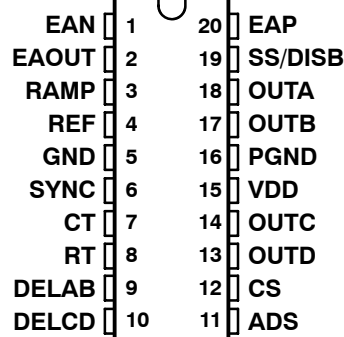 EAN 1 20 EAP
EAOUT 2 19 SS/DISB
RAMP 3 18 OUTA
REF 4 17 OUTB
GND 5 16 PGND
SYNC 6 15 VDD
CT 7 14 OUTC
RT 8 13 OUTD
DELAB 9 12 CS
DELCD 10 11 ADS